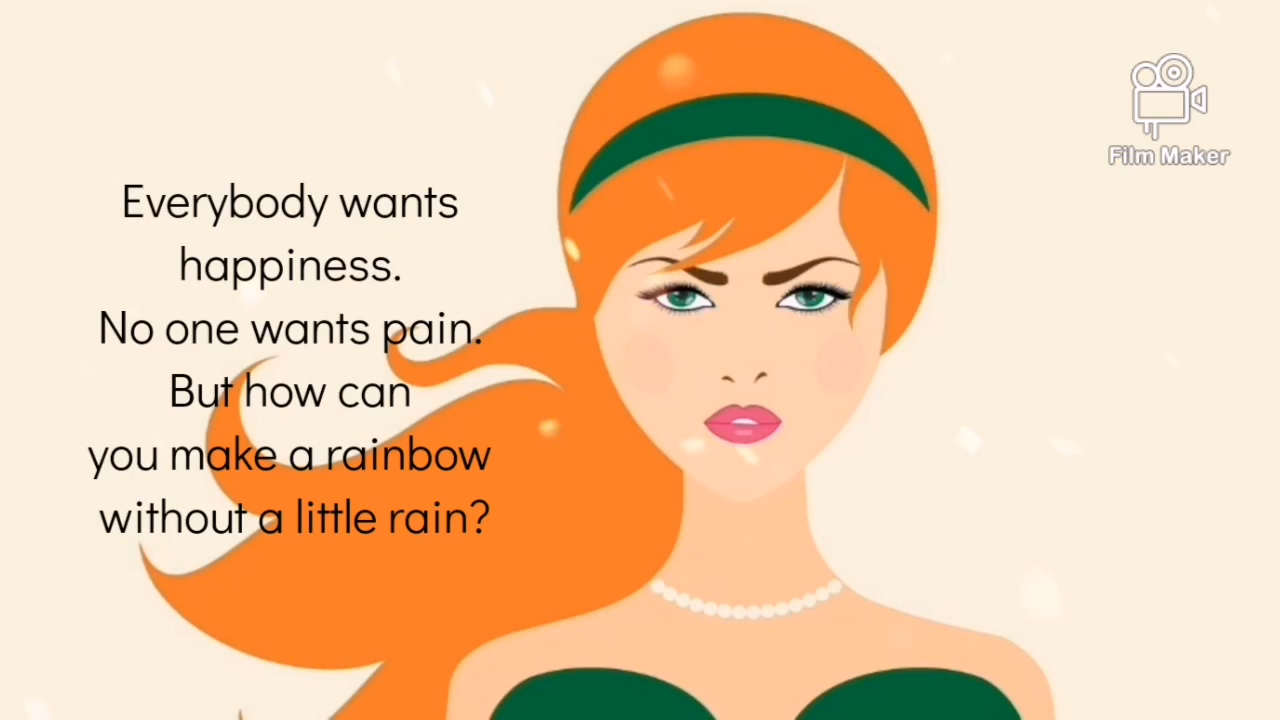 Everybody wants
happiness.
No one wants pain.
But how can
you make a rainbow
without a little rain?
Film Maker